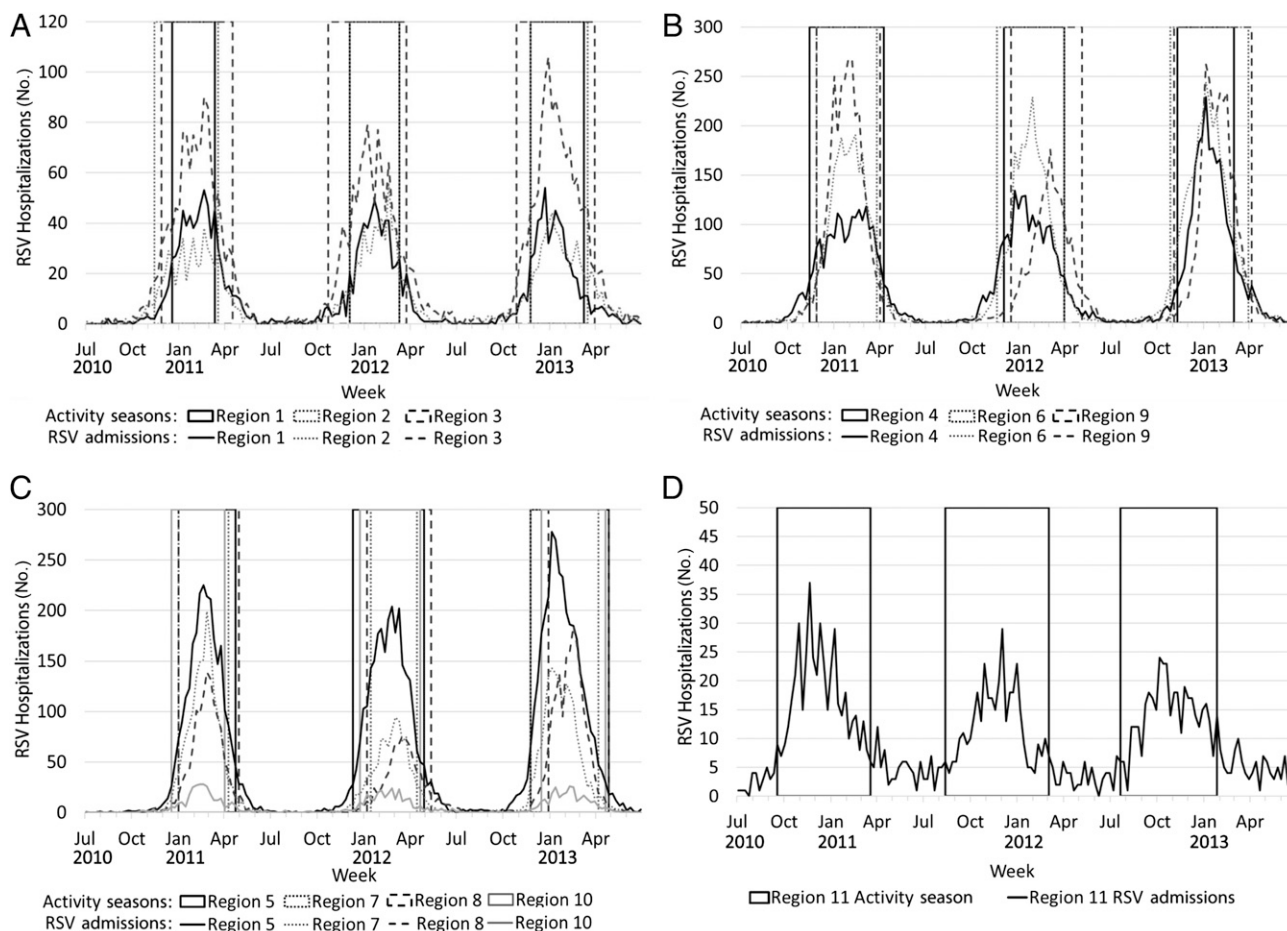 A
RSV Hospitalizations (No.)
120
100
80
60
40
20
0
Jul Oct Jan Apr Jul Oct Jan Apr Jul Oct Jan Apr
2010 2011 2012 2013
Week
Activity seasons: Region 1 Region 2 Region 3
RSV admissions: Region 1 Region 2 Region 3
B
RSV Hospitalizations (No.)
300
250
200
150
100
50
0
Jul Oct Jan Apr Jul Oct Jan Apr Jul Oct Jan Apr
2010 2011 2012 2013
Week
Activity seasons: Region 4 Region 6 Region 9
RSV admissions: Region 4 Region 6 Region 9
C
RSV Hospitalizations (No.)
300
250
200
150
100
50
0
Jul Oct Jan Apr Jul Oct Jan Apr Jul Oct Jan Apr
2010 2011 2012 2013
Week
Activity seasons: Region 5 Region 7 Region 8 Region 10
RSV admissions: Region 5 Region 7 Region 8 Region 10
D
RSV Hospitalizations (No.)
50
45
40
35
30
25
20
15
10
5
0
Jul Oct Jan Apr Jul Oct Jan Apr Jul Oct Jan Apr
2010 2011 2012 2013
Week
Region 11 Activity season Region 11 RSV admissions